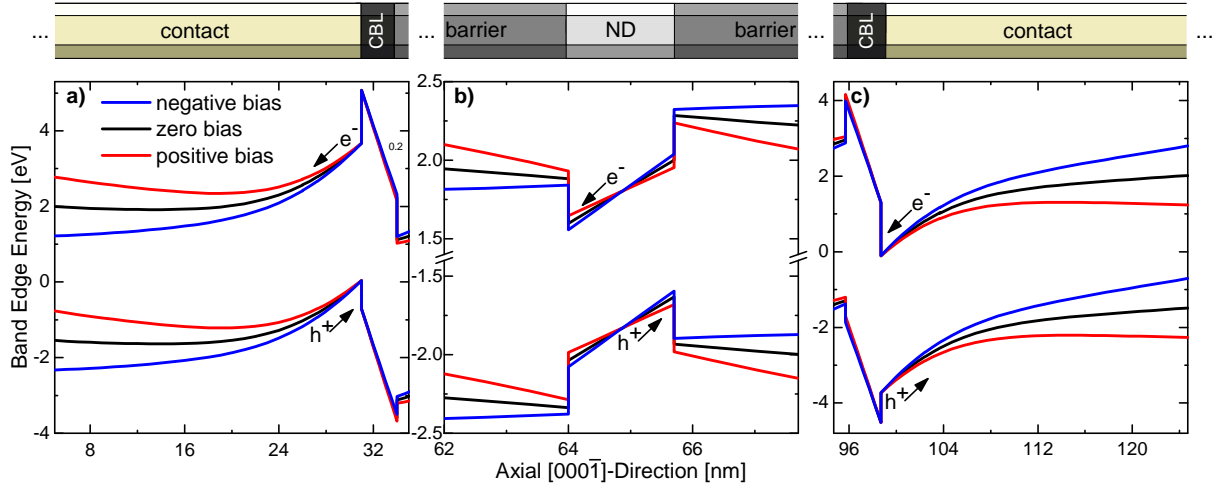 ... contact CBL ... barrier ND barrier ... CBL contact ...
a) b) c)
negative bias
zero bias
positive bias
e⁻ 0.2 e⁻ e⁻
h⁺ h⁺ h⁺
Band Edge Energy [eV]
4
2
0
-2
-4
2.5
2.0
1.5
-1.5
-2.0
-2.5
4
2
0
-2
-4
8 16 24 32 62 64 66 96 104 112 120
Axial [0001̅]-Direction [nm]